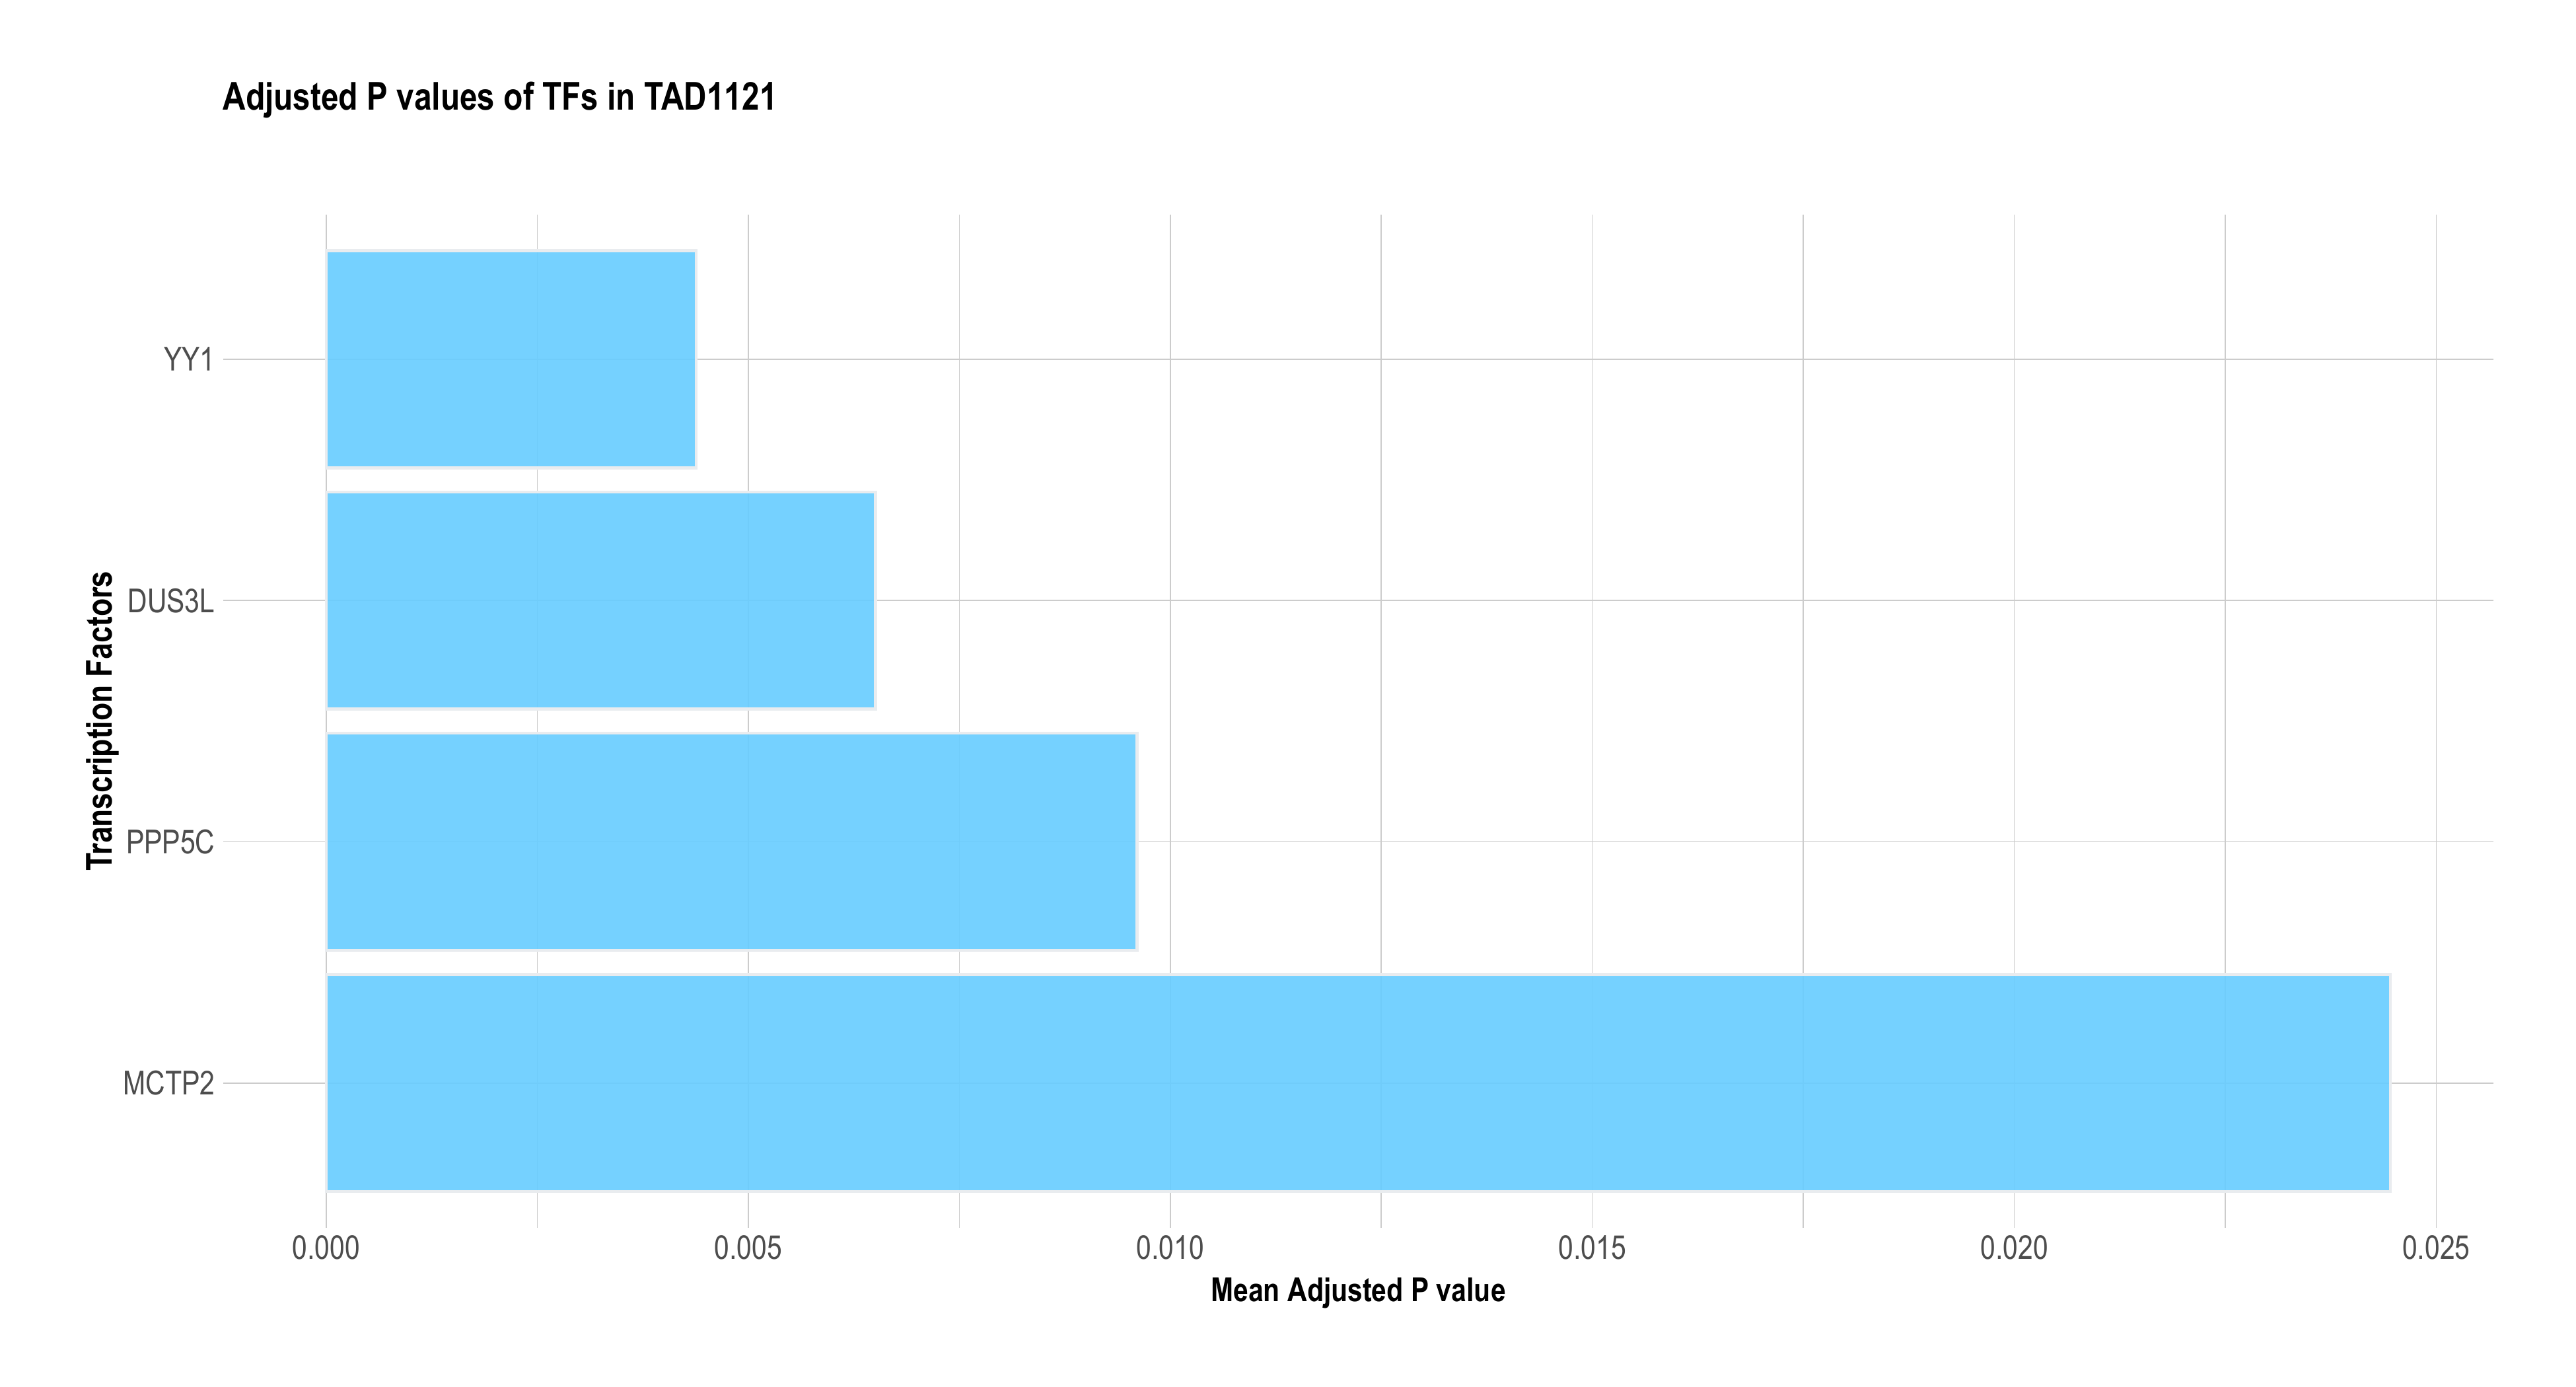 Adjusted P values of TFs in TAD1121
Transcription Factors
YY1
DUS3L
PPP5C
MCTP2
0.000 0.005 0.010 0.015 0.020 0.025
Mean Adjusted P value